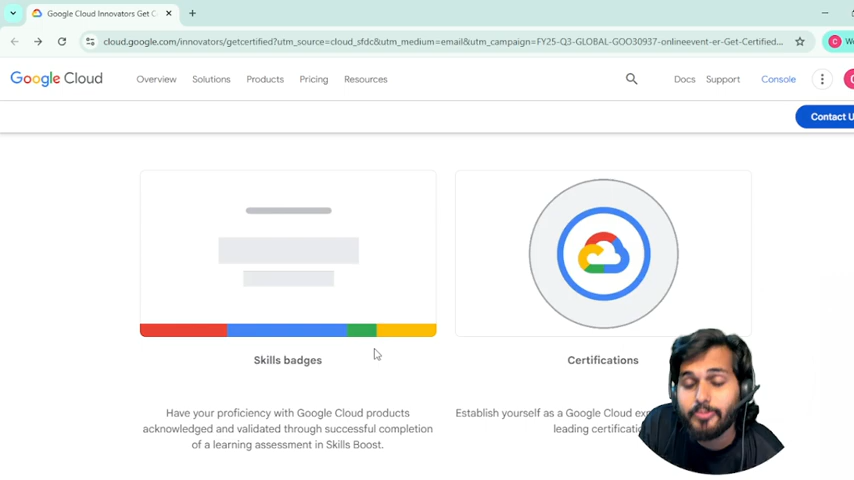 Google Cloud Innovators Get C
cloud.google.com/innovators/getcertified?utm_source=cloud_sfdc&utm_medium=email&utm_campaign=FY25-Q3-GLOBAL-GOO30937-onlineevent-er-Get-Certified...
C
Google Cloud
Overview
Solutions
Products
Pricing
Resources
Docs
Support
Console
Contact U
Skills badges
Certifications
Have your proficiency with Google Cloud products
acknowledged and validated through successful completion
of a learning assessment in Skills Boost.
Establish yourself as a Google Cloud
leading